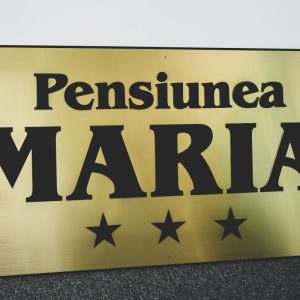 Pensiunea
MARIA
★ ★ ★